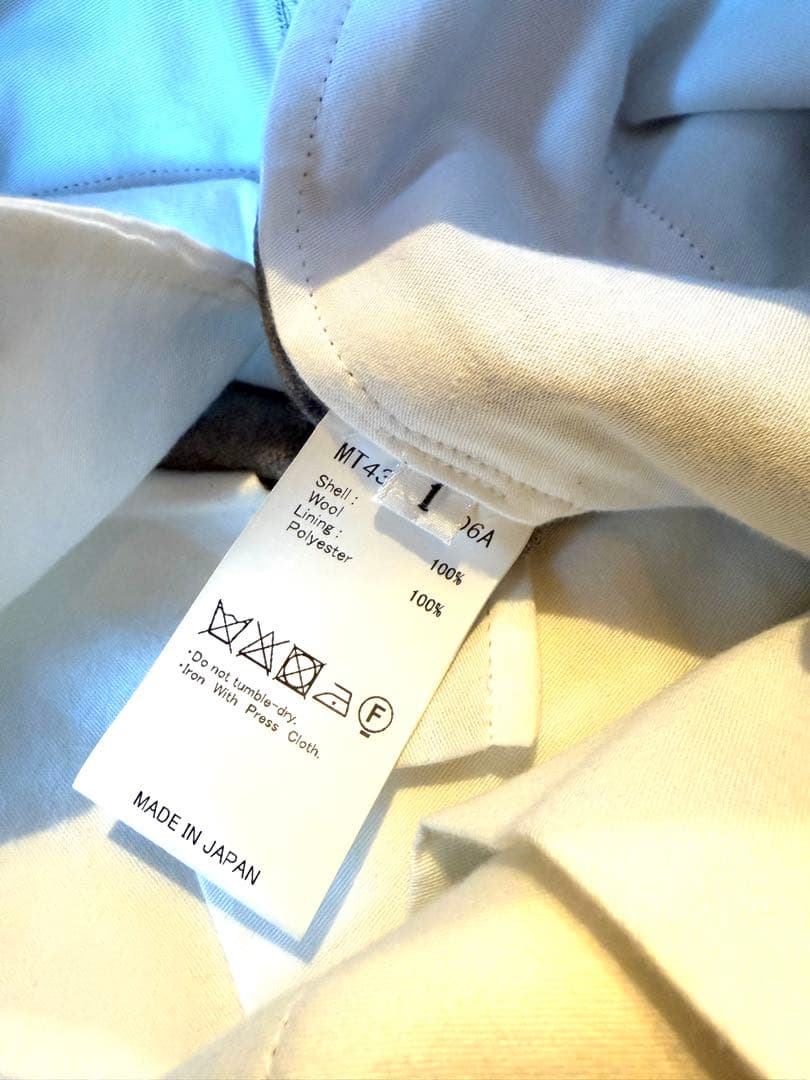 MT43
1
06A
Shell :
Wool 100%
Lining :
Polyester 100%
F
·Do not tumble-dry.
·Iron With Press Cloth.
MADE IN JAPAN